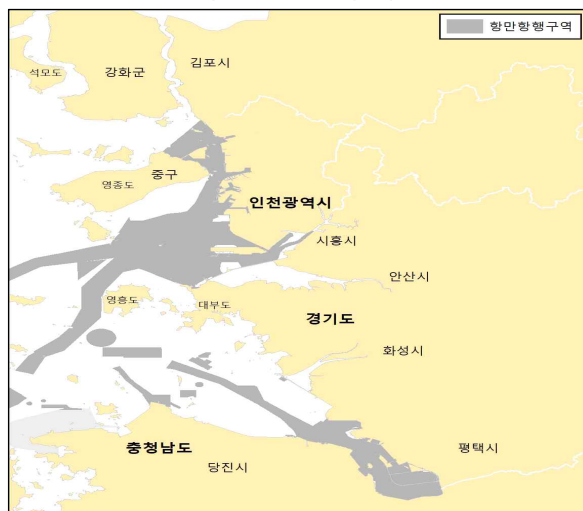 항만항행구역
김포시
강화군
석모도
중구
영종도
인천광역시
시흥시
안산시
영흥도
대부도
경기도
화성시
충청남도
평택시
당진시